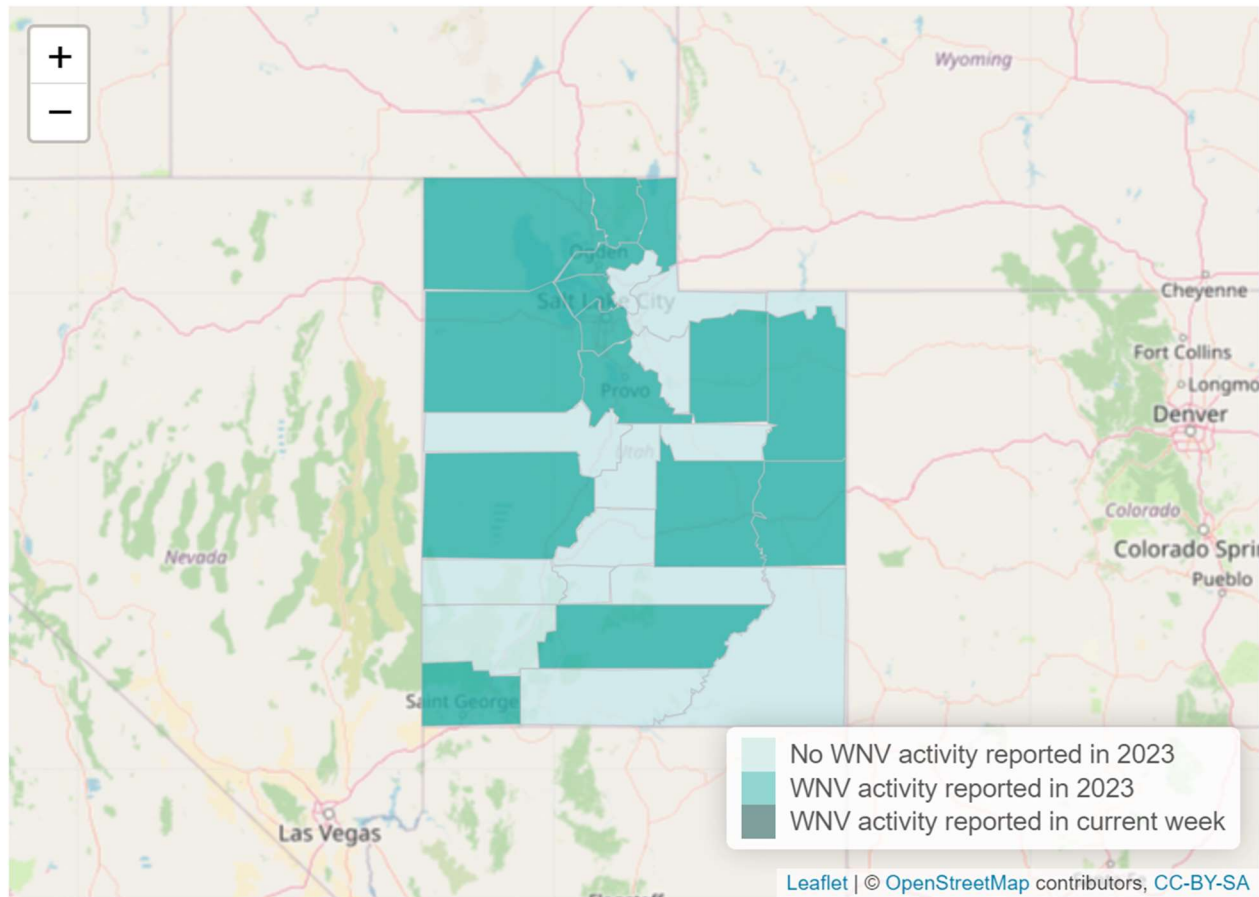 +
−
Wyoming
Ogden
Salt Lake City
Cheyenne
Fort Collins
Longmo
Provo
Denver
Utah
Colorado
Nevada
Colorado Sprin
Pueblo
Saint George
No WNV activity reported in 2023
WNV activity reported in 2023
WNV activity reported in current week
Las Vegas
Leaflet | © OpenStreetMap contributors, CC-BY-SA